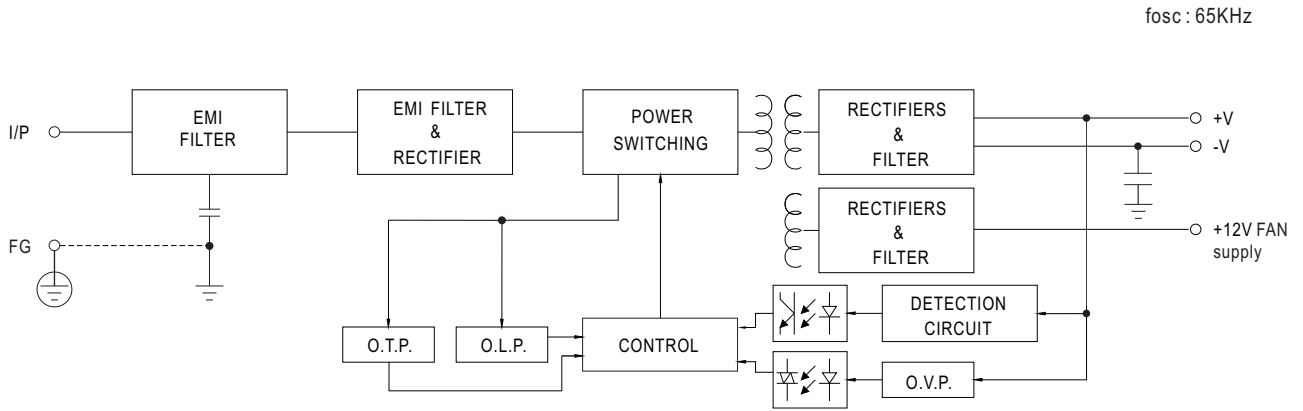 fosc : 65KHz
I/P
EMI
FILTER
EMI FILTER
&
RECTIFIER
POWER
SWITCHING
RECTIFIERS
&
FILTER
+V
-V
RECTIFIERS
&
FILTER
+12V FAN
supply
FG
O.T.P.
O.L.P.
CONTROL
DETECTION
CIRCUIT
O.V.P.